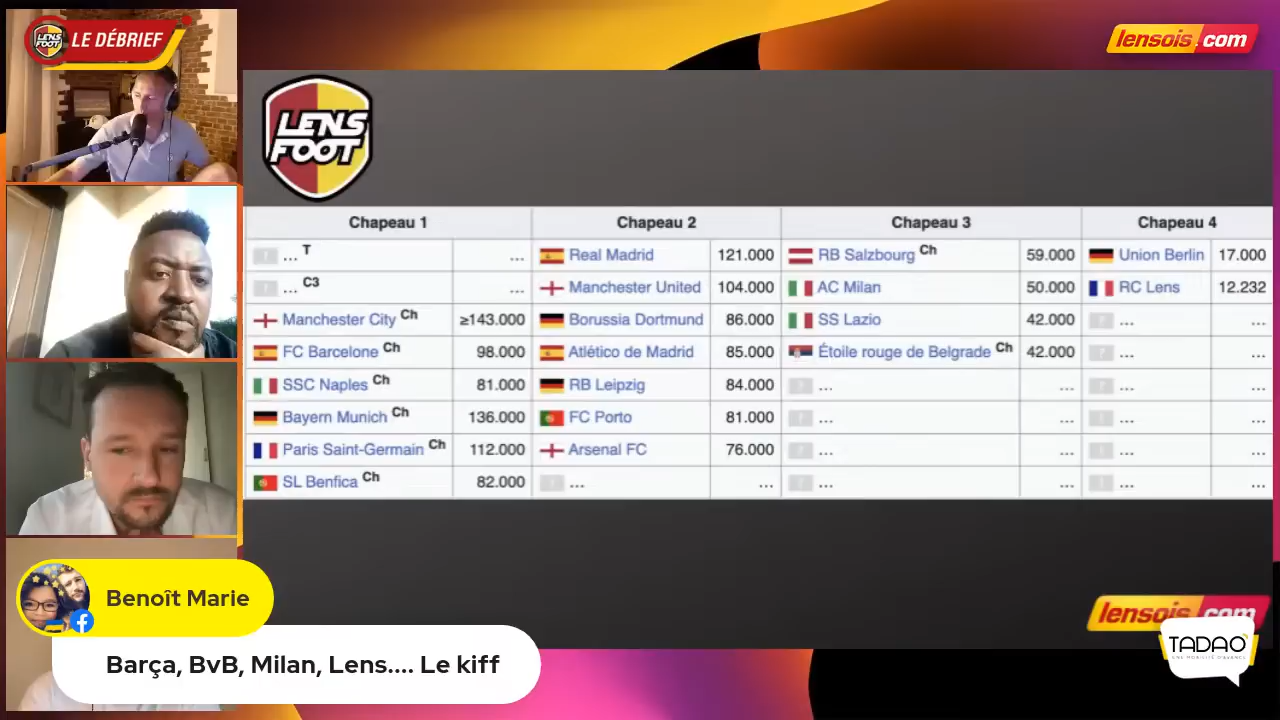 LENS FOOT LE DÉBRIEF
lensois.com
LENS
FOOT
Chapeau 1 Chapeau 2 Chapeau 3 Chapeau 4
... T ... Real Madrid 121.000 RB Salzbourg Ch 59.000 Union Berlin 17.000
... C3 ... Manchester United 104.000 AC Milan 50.000 RC Lens 12.232
Manchester City Ch ≥143.000 Borussia Dortmund 86.000 SS Lazio 42.000 ... ...
FC Barcelone Ch 98.000 Atlético de Madrid 85.000 Étoile rouge de Belgrade Ch 42.000 ... ...
SSC Naples Ch 81.000 RB Leipzig 84.000 ... ... ... ...
Bayern Munich Ch 136.000 FC Porto 81.000 ... ... ... ...
Paris Saint-Germain Ch 112.000 Arsenal FC 76.000 ... ... ... ...
SL Benfica Ch 82.000 ... ... ... ... ... ...
Benoît Marie
Barça, BvB, Milan, Lens.... Le kiff
lensois.com
TADAO